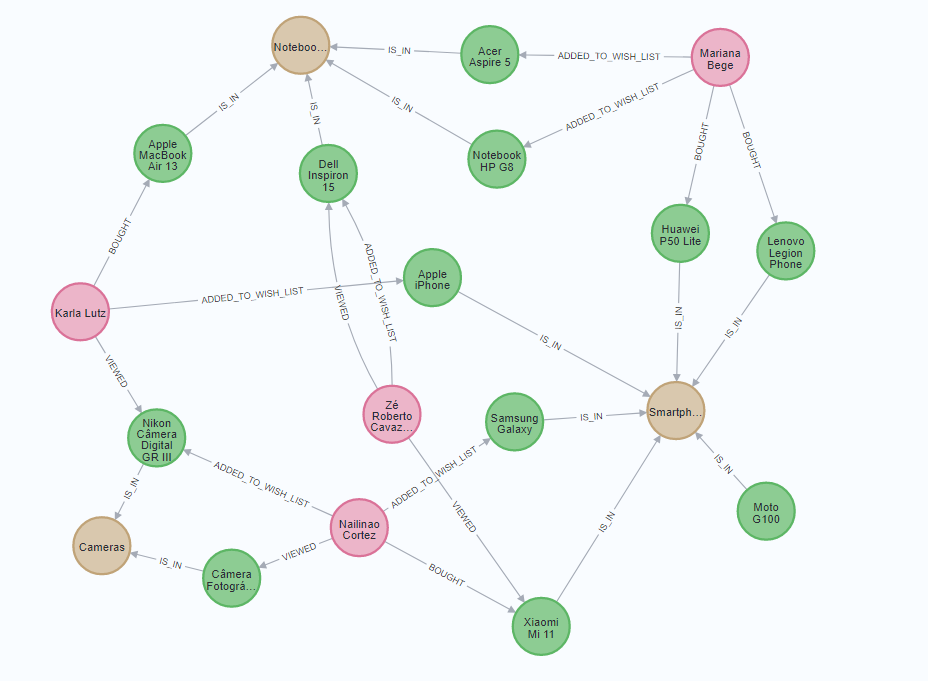 Noteboo...
IS_IN
Acer
Aspire 5
ADDED_TO_WISH_LIST
Mariana
Bege
IS_IN
IS_IN
IS_IN
ADDED_TO_WISH_LIST
BOUGHT
BOUGHT
Apple
MacBook
Air 13
Dell
Inspiron
15
Notebook
HP G8
BOUGHT
ADDED_TO_WISH_LIST
Huawei
P50 Lite
Lenovo
Legion
Phone
Apple
iPhone
ADDED_TO_WISH_LIST
VIEWED
Karla Lutz
IS_IN
IS_IN
IS_IN
VIEWED
Zé
Roberto
Cavaz...
Samsung
Galaxy
IS_IN
Smartph...
Nikon
Câmera
Digital
GR III
ADDED_TO_WISH_LIST
ADDED_TO_WISH_LIST
IS_IN
IS_IN
VIEWED
IS_IN
Moto
G100
Nailinao
Cortez
Cameras
IS_IN
VIEWED
BOUGHT
Câmera
Fotográ...
Xiaomi
Mi 11